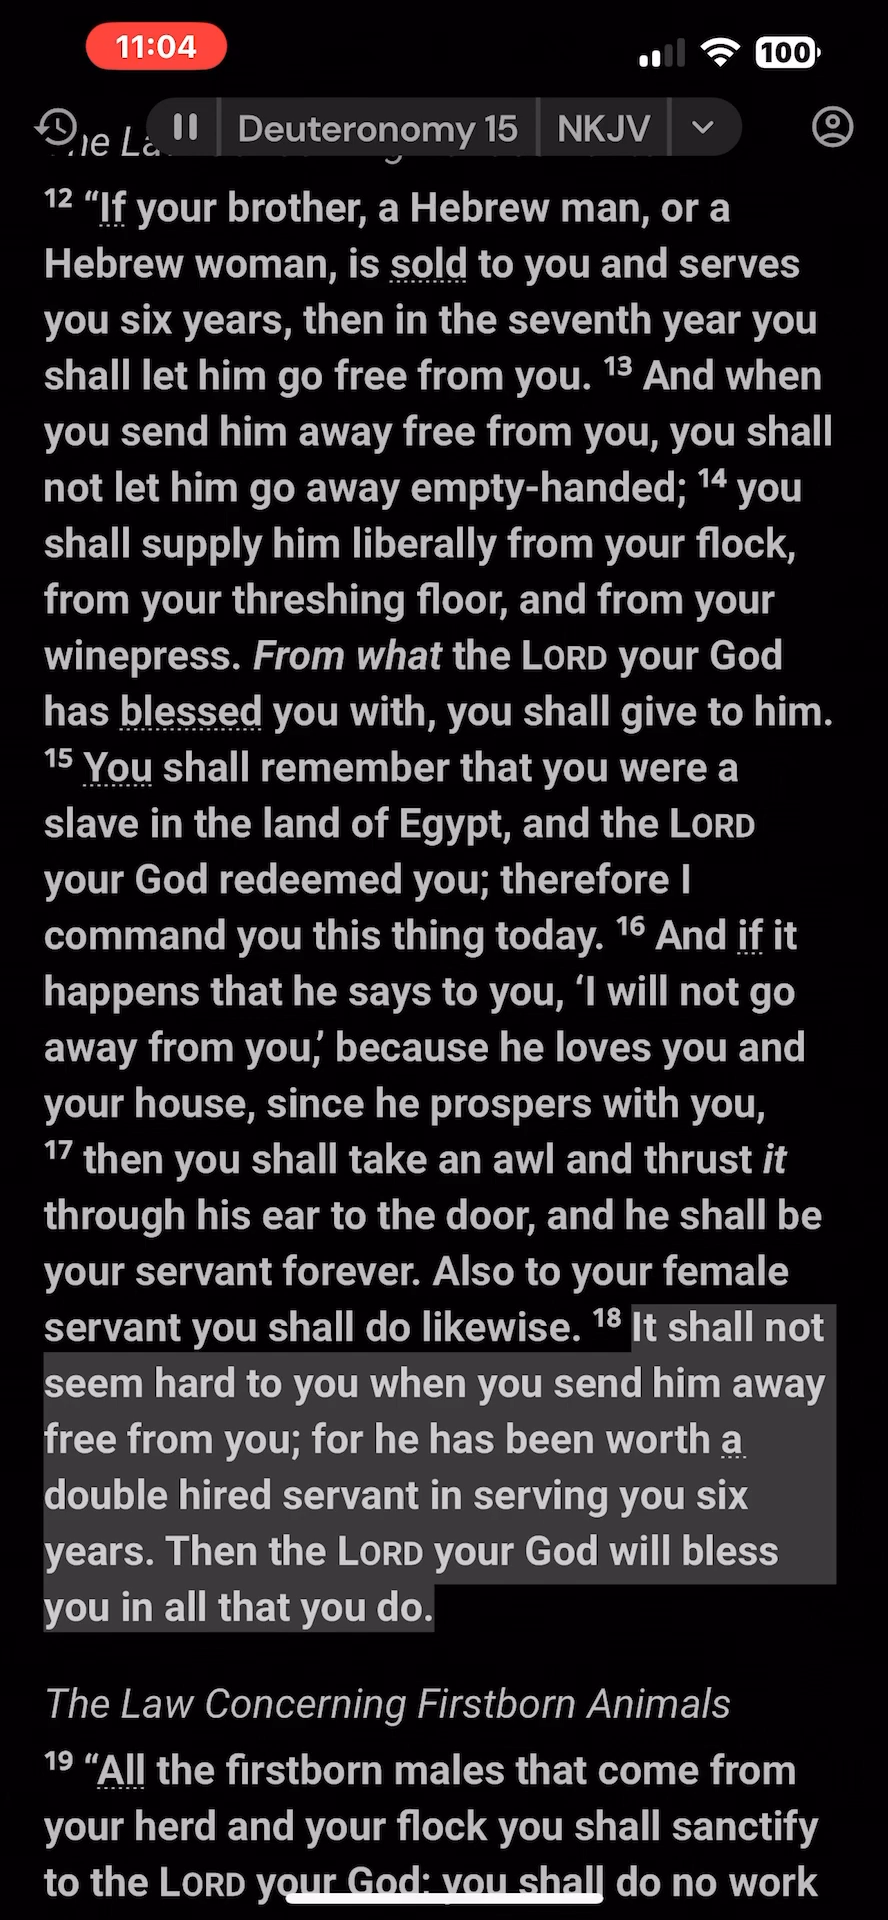 11:04
100
Deuteronomy 15 NKJV
he La
12 “If your brother, a Hebrew man, or a
Hebrew woman, is sold to you and serves
you six years, then in the seventh year you
shall let him go free from you. 13 And when
you send him away free from you, you shall
not let him go away empty-handed; 14 you
shall supply him liberally from your flock,
from your threshing floor, and from your
winepress. From what the LORD your God
has blessed you with, you shall give to him.
15 You shall remember that you were a
slave in the land of Egypt, and the LORD
your God redeemed you; therefore I
command you this thing today. 16 And if it
happens that he says to you, ‘I will not go
away from you,’ because he loves you and
your house, since he prospers with you,
17 then you shall take an awl and thrust it
through his ear to the door, and he shall be
your servant forever. Also to your female
servant you shall do likewise. 18 It shall not
seem hard to you when you send him away
free from you; for he has been worth a
double hired servant in serving you six
years. Then the LORD your God will bless
you in all that you do.
The Law Concerning Firstborn Animals
19 “All the firstborn males that come from
your herd and your flock you shall sanctify
to the LORD your God; you shall do no work